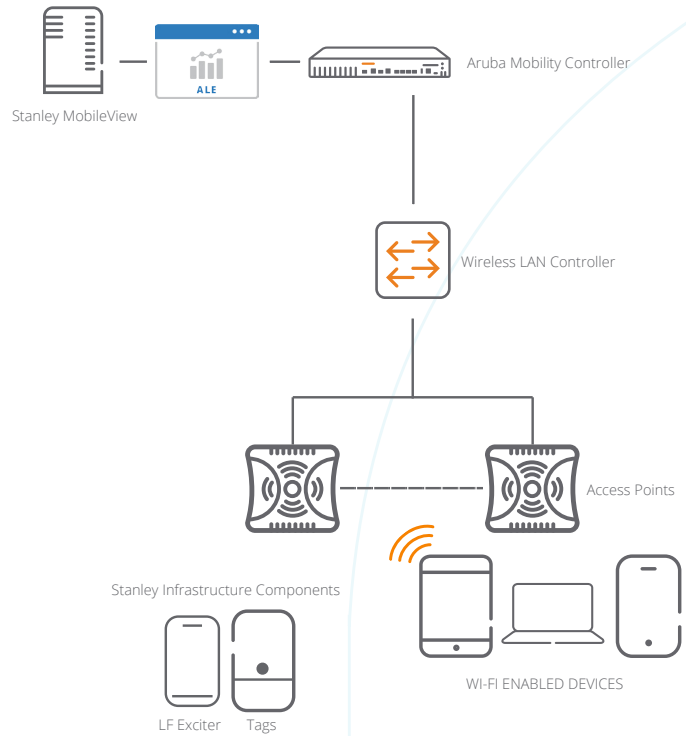 Aruba Mobility Controller
ALE
Stanley MobileView
Wireless LAN Controller
Access Points
Stanley Infrastructure Components
WI-FI ENABLED DEVICES
LF Exciter
Tags